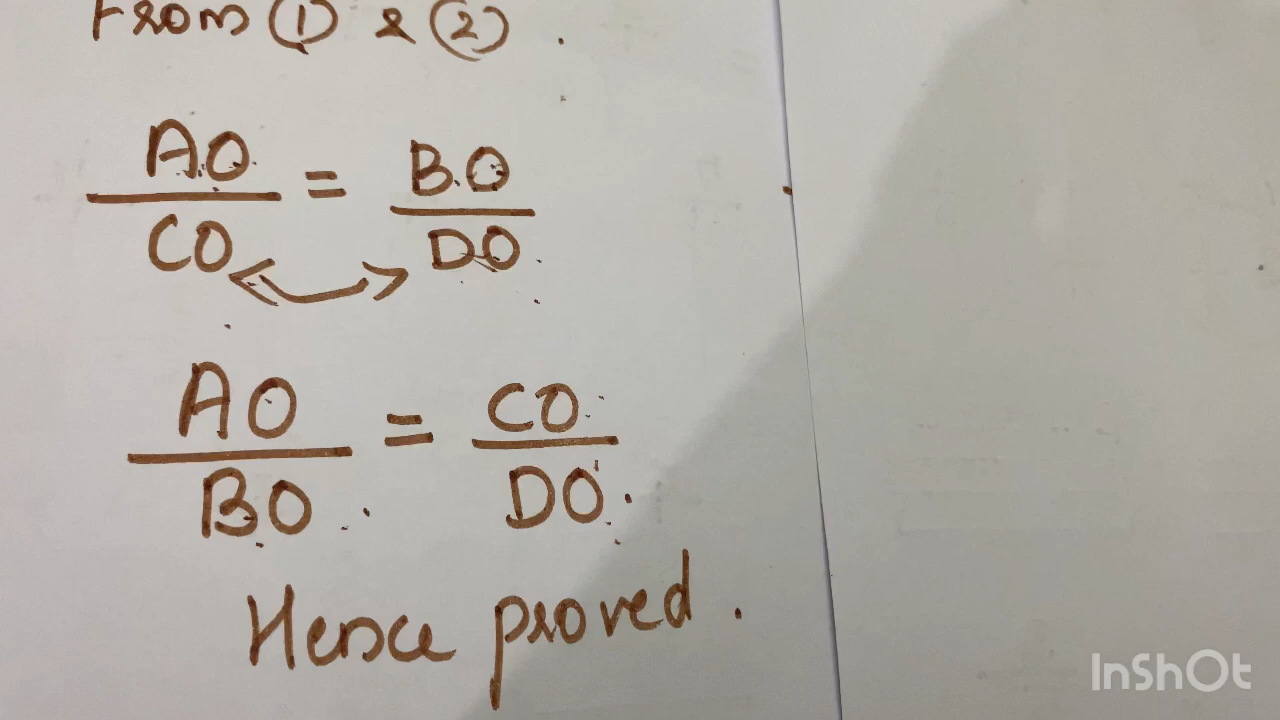 From (1) & (2).
AO/CO = BO/DO
AO/BO = CO/DO.
Hence proved.
InShOt